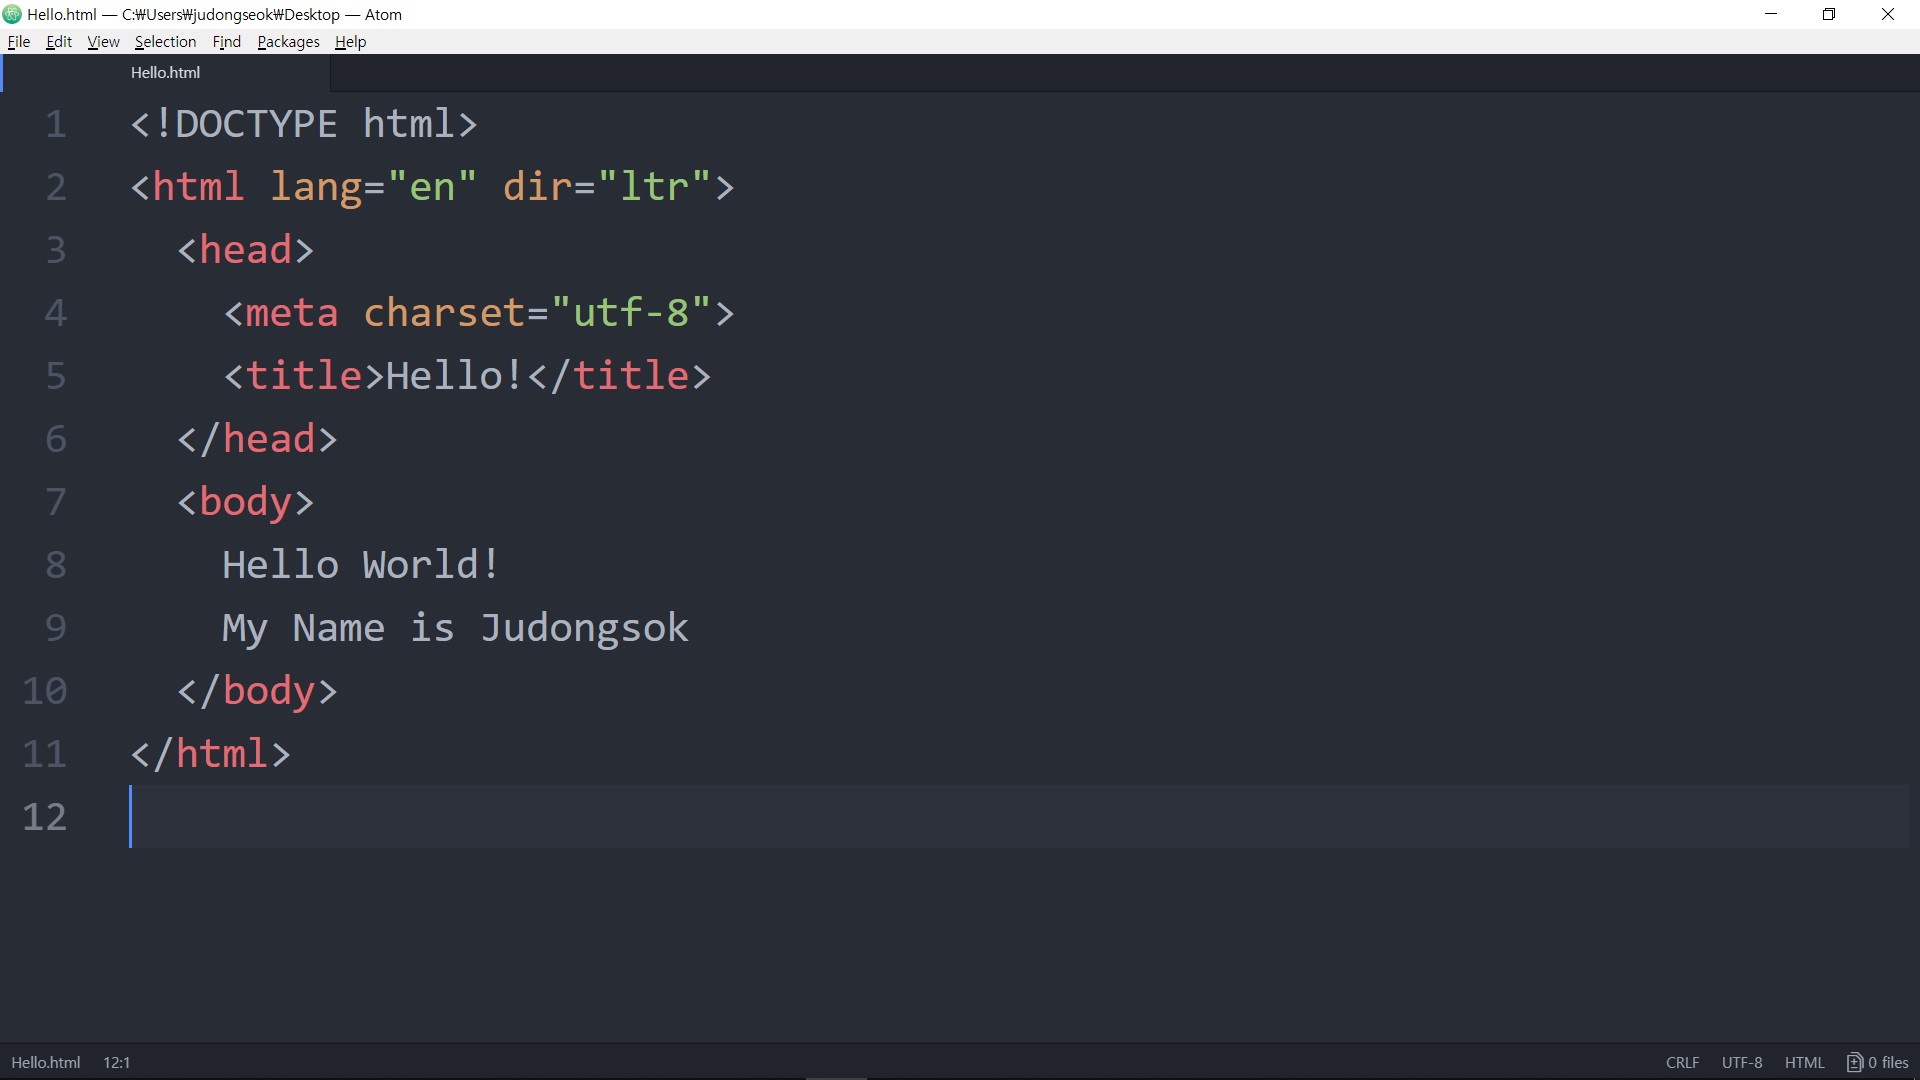 Hello.html — C:₩Users₩judongseok₩Desktop — Atom
File Edit View Selection Find Packages Help
Hello.html
1 <!DOCTYPE html>
2 <html lang="en" dir="ltr">
3   <head>
4     <meta charset="utf-8">
5     <title>Hello!</title>
6   </head>
7   <body>
8     Hello World!
9     My Name is Judongsok
10   </body>
11 </html>
12
Hello.html 12:1 CRLF UTF-8 HTML 0 files